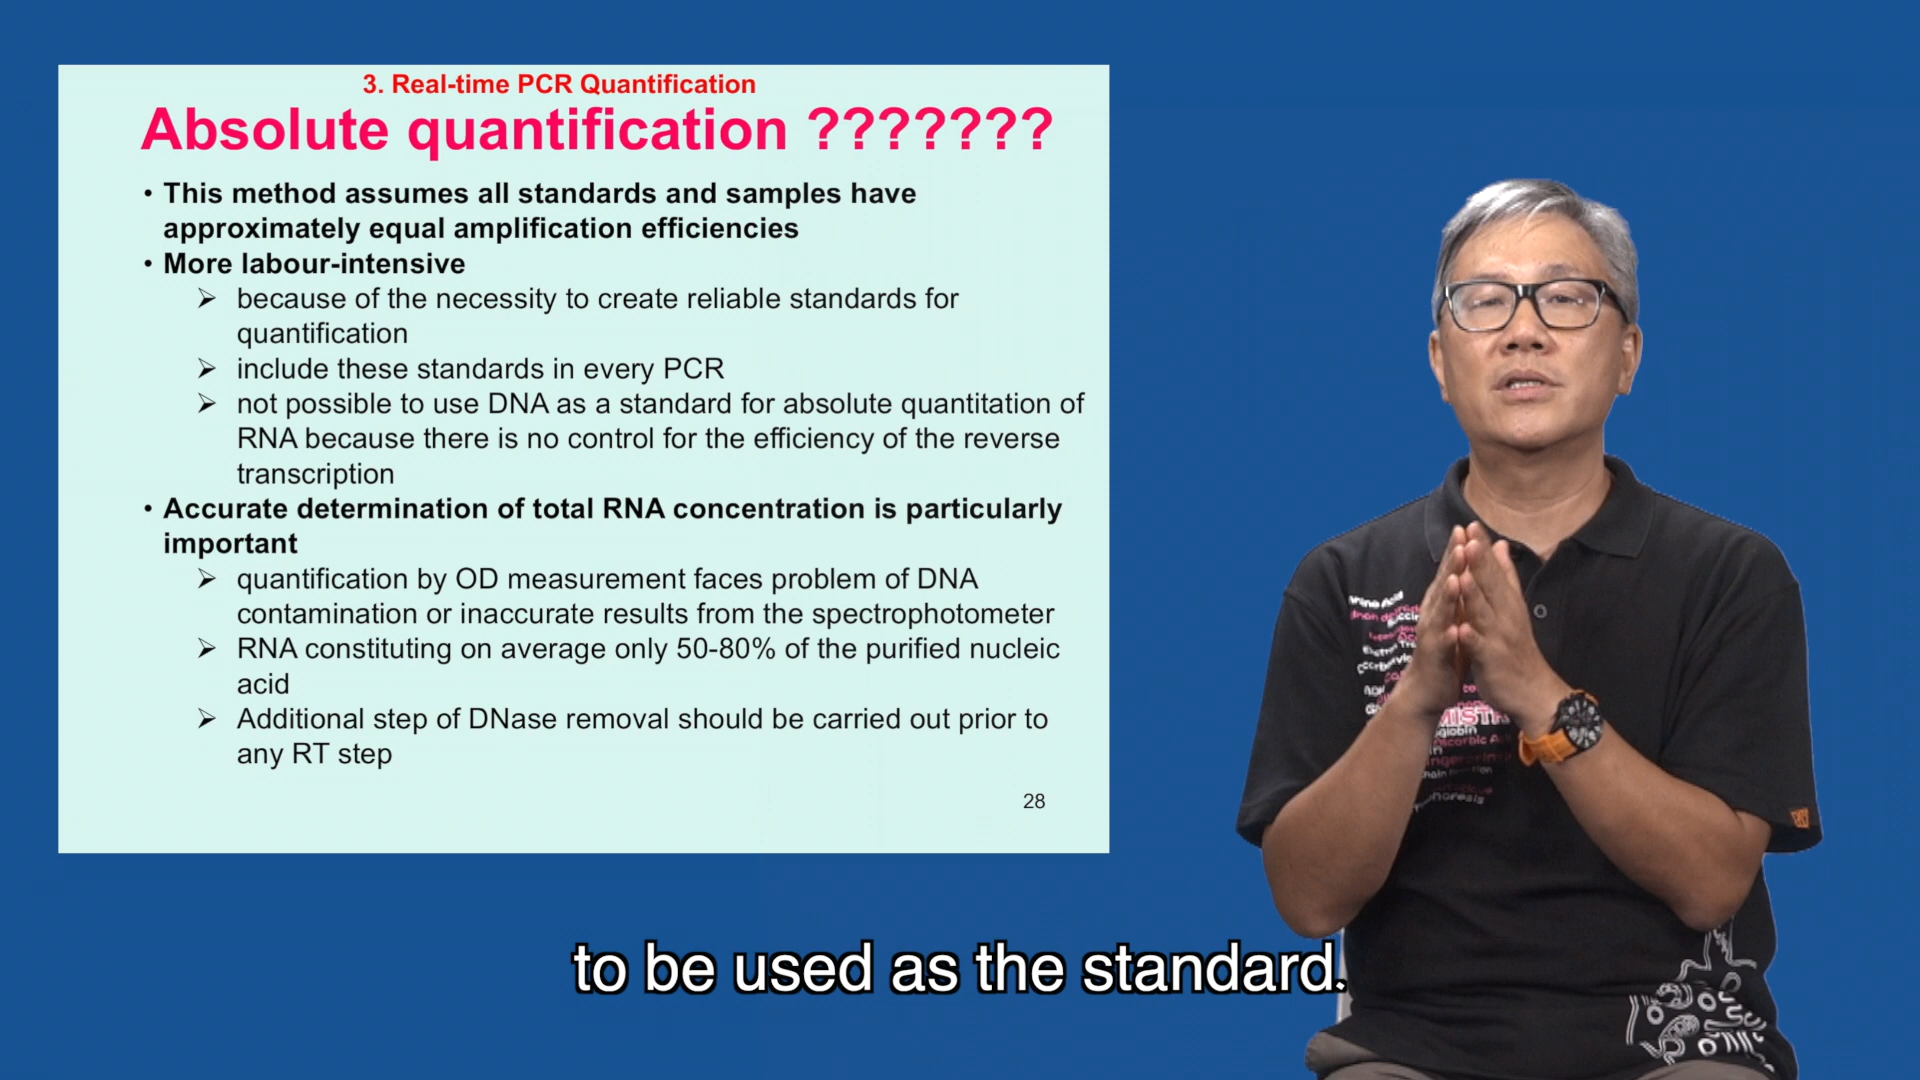 3. Real-time PCR Quantification
Absolute quantification ???????
• This method assumes all standards and samples have
approximately equal amplification efficiencies
• More labour-intensive
➢ because of the necessity to create reliable standards for
quantification
➢ include these standards in every PCR
➢ not possible to use DNA as a standard for absolute quantitation of
RNA because there is no control for the efficiency of the reverse
transcription
• Accurate determination of total RNA concentration is particularly
important
➢ quantification by OD measurement faces problem of DNA
contamination or inaccurate results from the spectrophotometer
➢ RNA constituting on average only 50-80% of the purified nucleic
acid
➢ Additional step of DNase removal should be carried out prior to
any RT step
28
to be used as the standard.